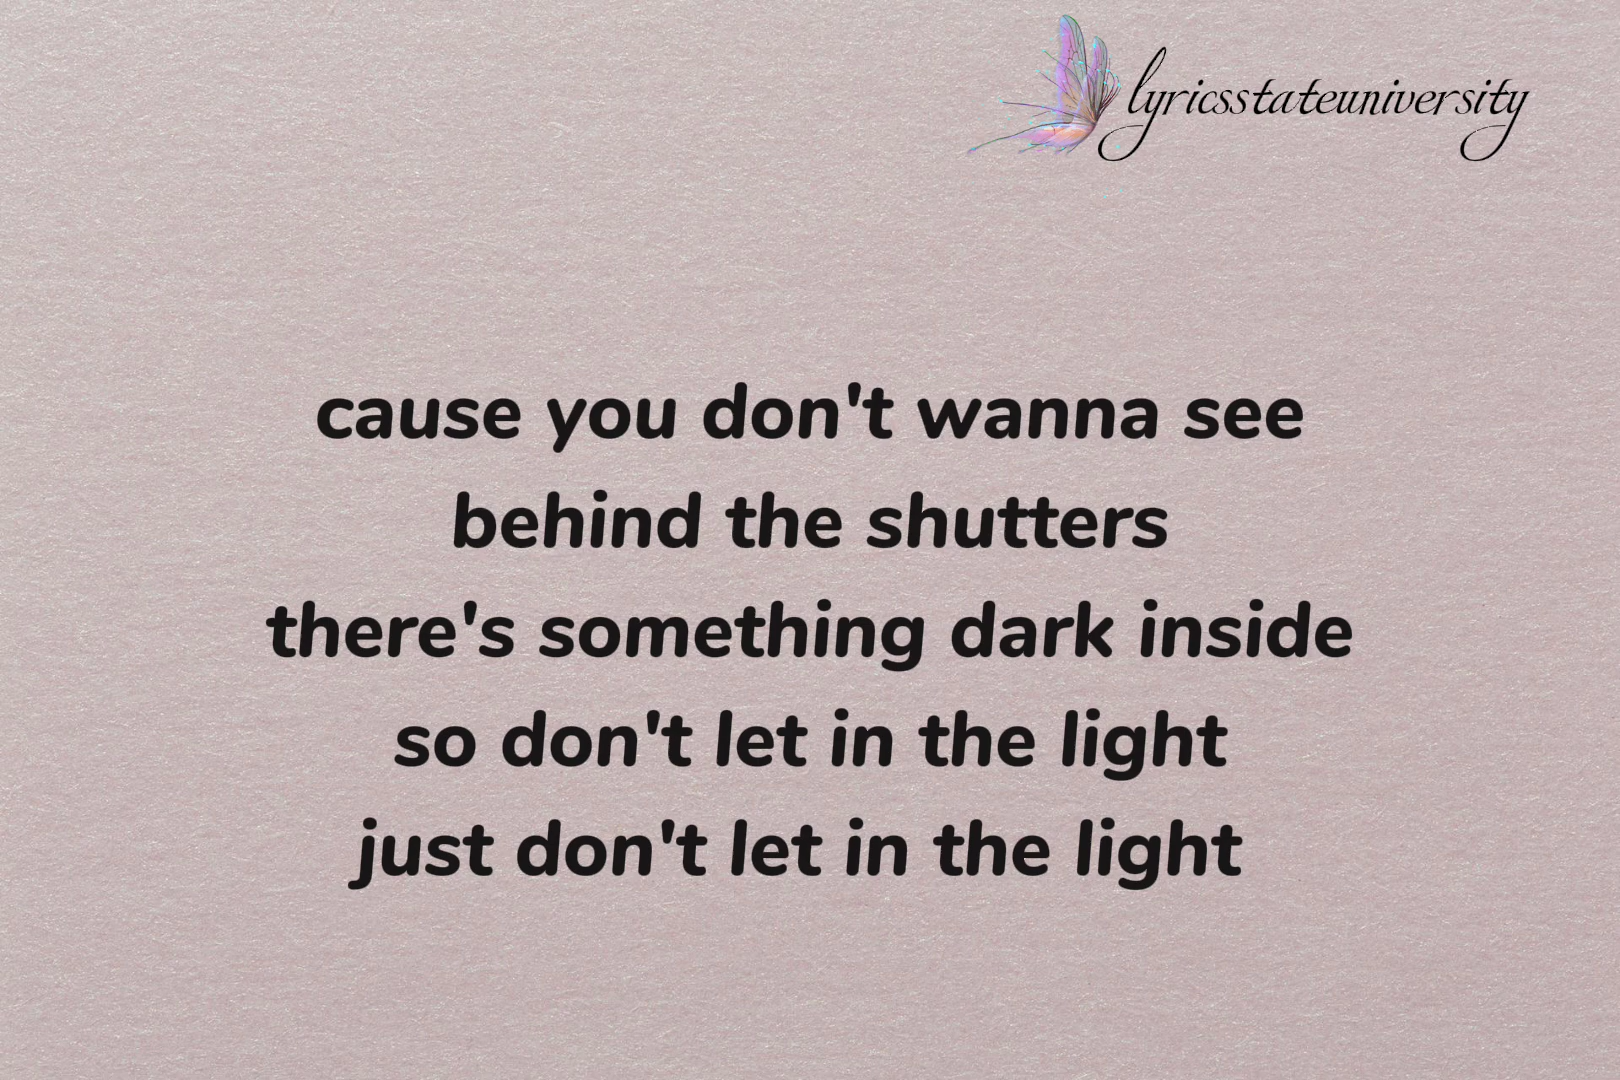 lyricsstateuniversity
cause you don't wanna see
behind the shutters
there's something dark inside
so don't let in the light
just don't let in the light